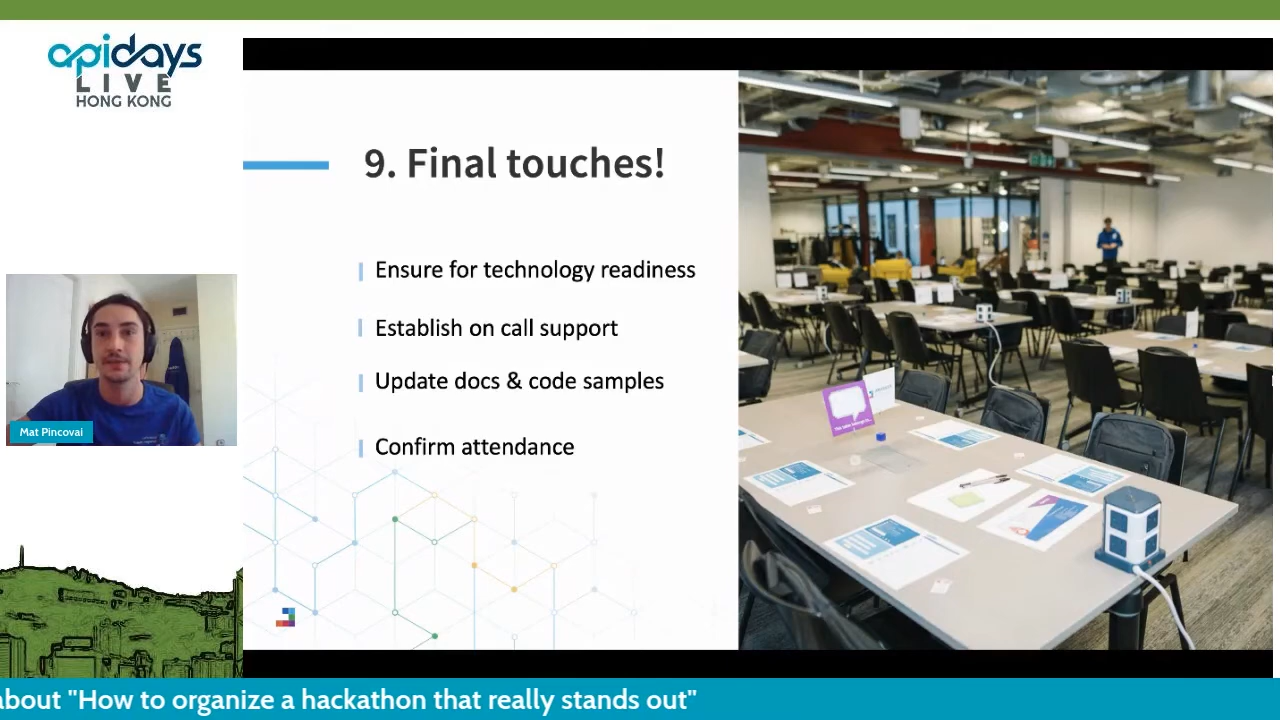 apidays
LIVE
HONG KONG
9. Final touches!
Ensure for technology readiness
Establish on call support
Update docs & code samples
Confirm attendance
Mat Pincovai
about "How to organize a hackathon that really stands out"